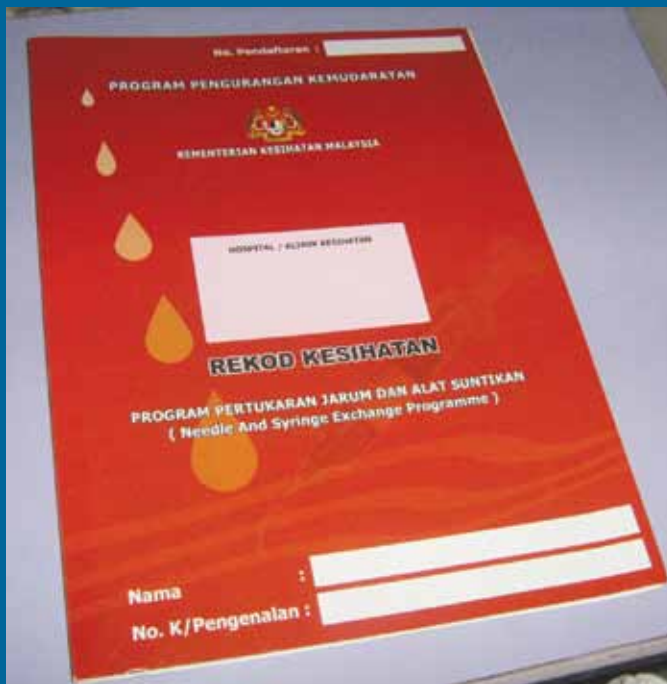 No. Pendaftaran :
PROGRAM PENGURANGAN KEMUDARATAN
KEMENTERIAN KESIHATAN MALAYSIA
HOSPITAL / KLINIK KESIHATAN
REKOD KESIHATAN
PROGRAM PERTUKARAN JARUM DAN ALAT SUNTIKAN
( Needle And Syringe Exchange Programme )
Nama :
No. K/Pengenalan :